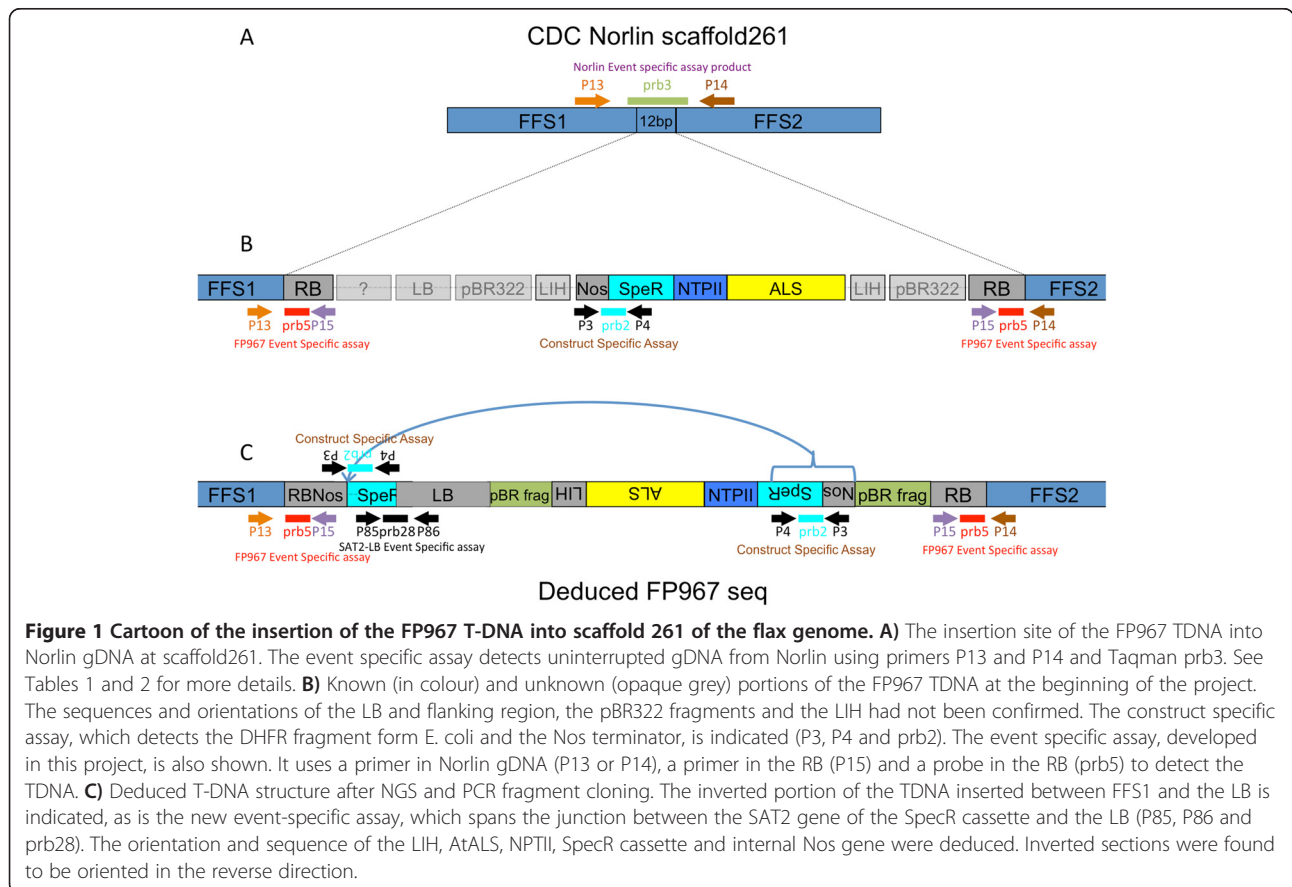 A
CDC Norlin scaffold261
Norlin Event specific assay product
P13 prb3 P14
FFS1 12bp FFS2
B
FFS1 RB ? LB pBR322 LIH Nos SpeR NTPII ALS LIH pBR322 RB FFS2
P13 prb5 P15 P3 prb2 P4 P15 prb5 P14
FP967 Event Specific assay Construct Specific Assay FP967 Event Specific assay
Construct Specific Assay
C
P3 prb2 P4
FFS1 RBNos SpeR LB pBR frag LIH ALS NTPII SpeR Nos pBR frag RB FFS2
P13 prb5 P15 P85 prb28 P86 P4 prb2 P3 P15 prb5 P14
SAT2-LB Event Specific assay
FP967 Event Specific assay Construct Specific Assay FP967 Event Specific assay
Deduced FP967 seq
Figure 1 Cartoon of the insertion of the FP967 T-DNA into scaffold 261 of the flax genome. A) The insertion site of the FP967 TDNA into
Norlin gDNA at scaffold261. The event specific assay detects uninterrupted gDNA from Norlin using primers P13 and P14 and Taqman prb3. See
Tables 1 and 2 for more details. B) Known (in colour) and unknown (opaque grey) portions of the FP967 TDNA at the beginning of the project.
The sequences and orientations of the LB and flanking region, the pBR322 fragments and the LIH had not been confirmed. The construct specific
assay, which detects the DHFR fragment form E. coli and the Nos terminator, is indicated (P3, P4 and prb2). The event specific assay, developed
in this project, is also shown. It uses a primer in Norlin gDNA (P13 or P14), a primer in the RB (P15) and a probe in the RB (prb5) to detect the
TDNA. C) Deduced T-DNA structure after NGS and PCR fragment cloning. The inverted portion of the TDNA inserted between FFS1 and the LB is
indicated, as is the new event-specific assay, which spans the junction between the SAT2 gene of the SpecR cassette and the LB (P85, P86 and
prb28). The orientation and sequence of the LIH, AtALS, NPTII, SpecR cassette and internal Nos gene were deduced. Inverted sections were found
to be oriented in the reverse direction.